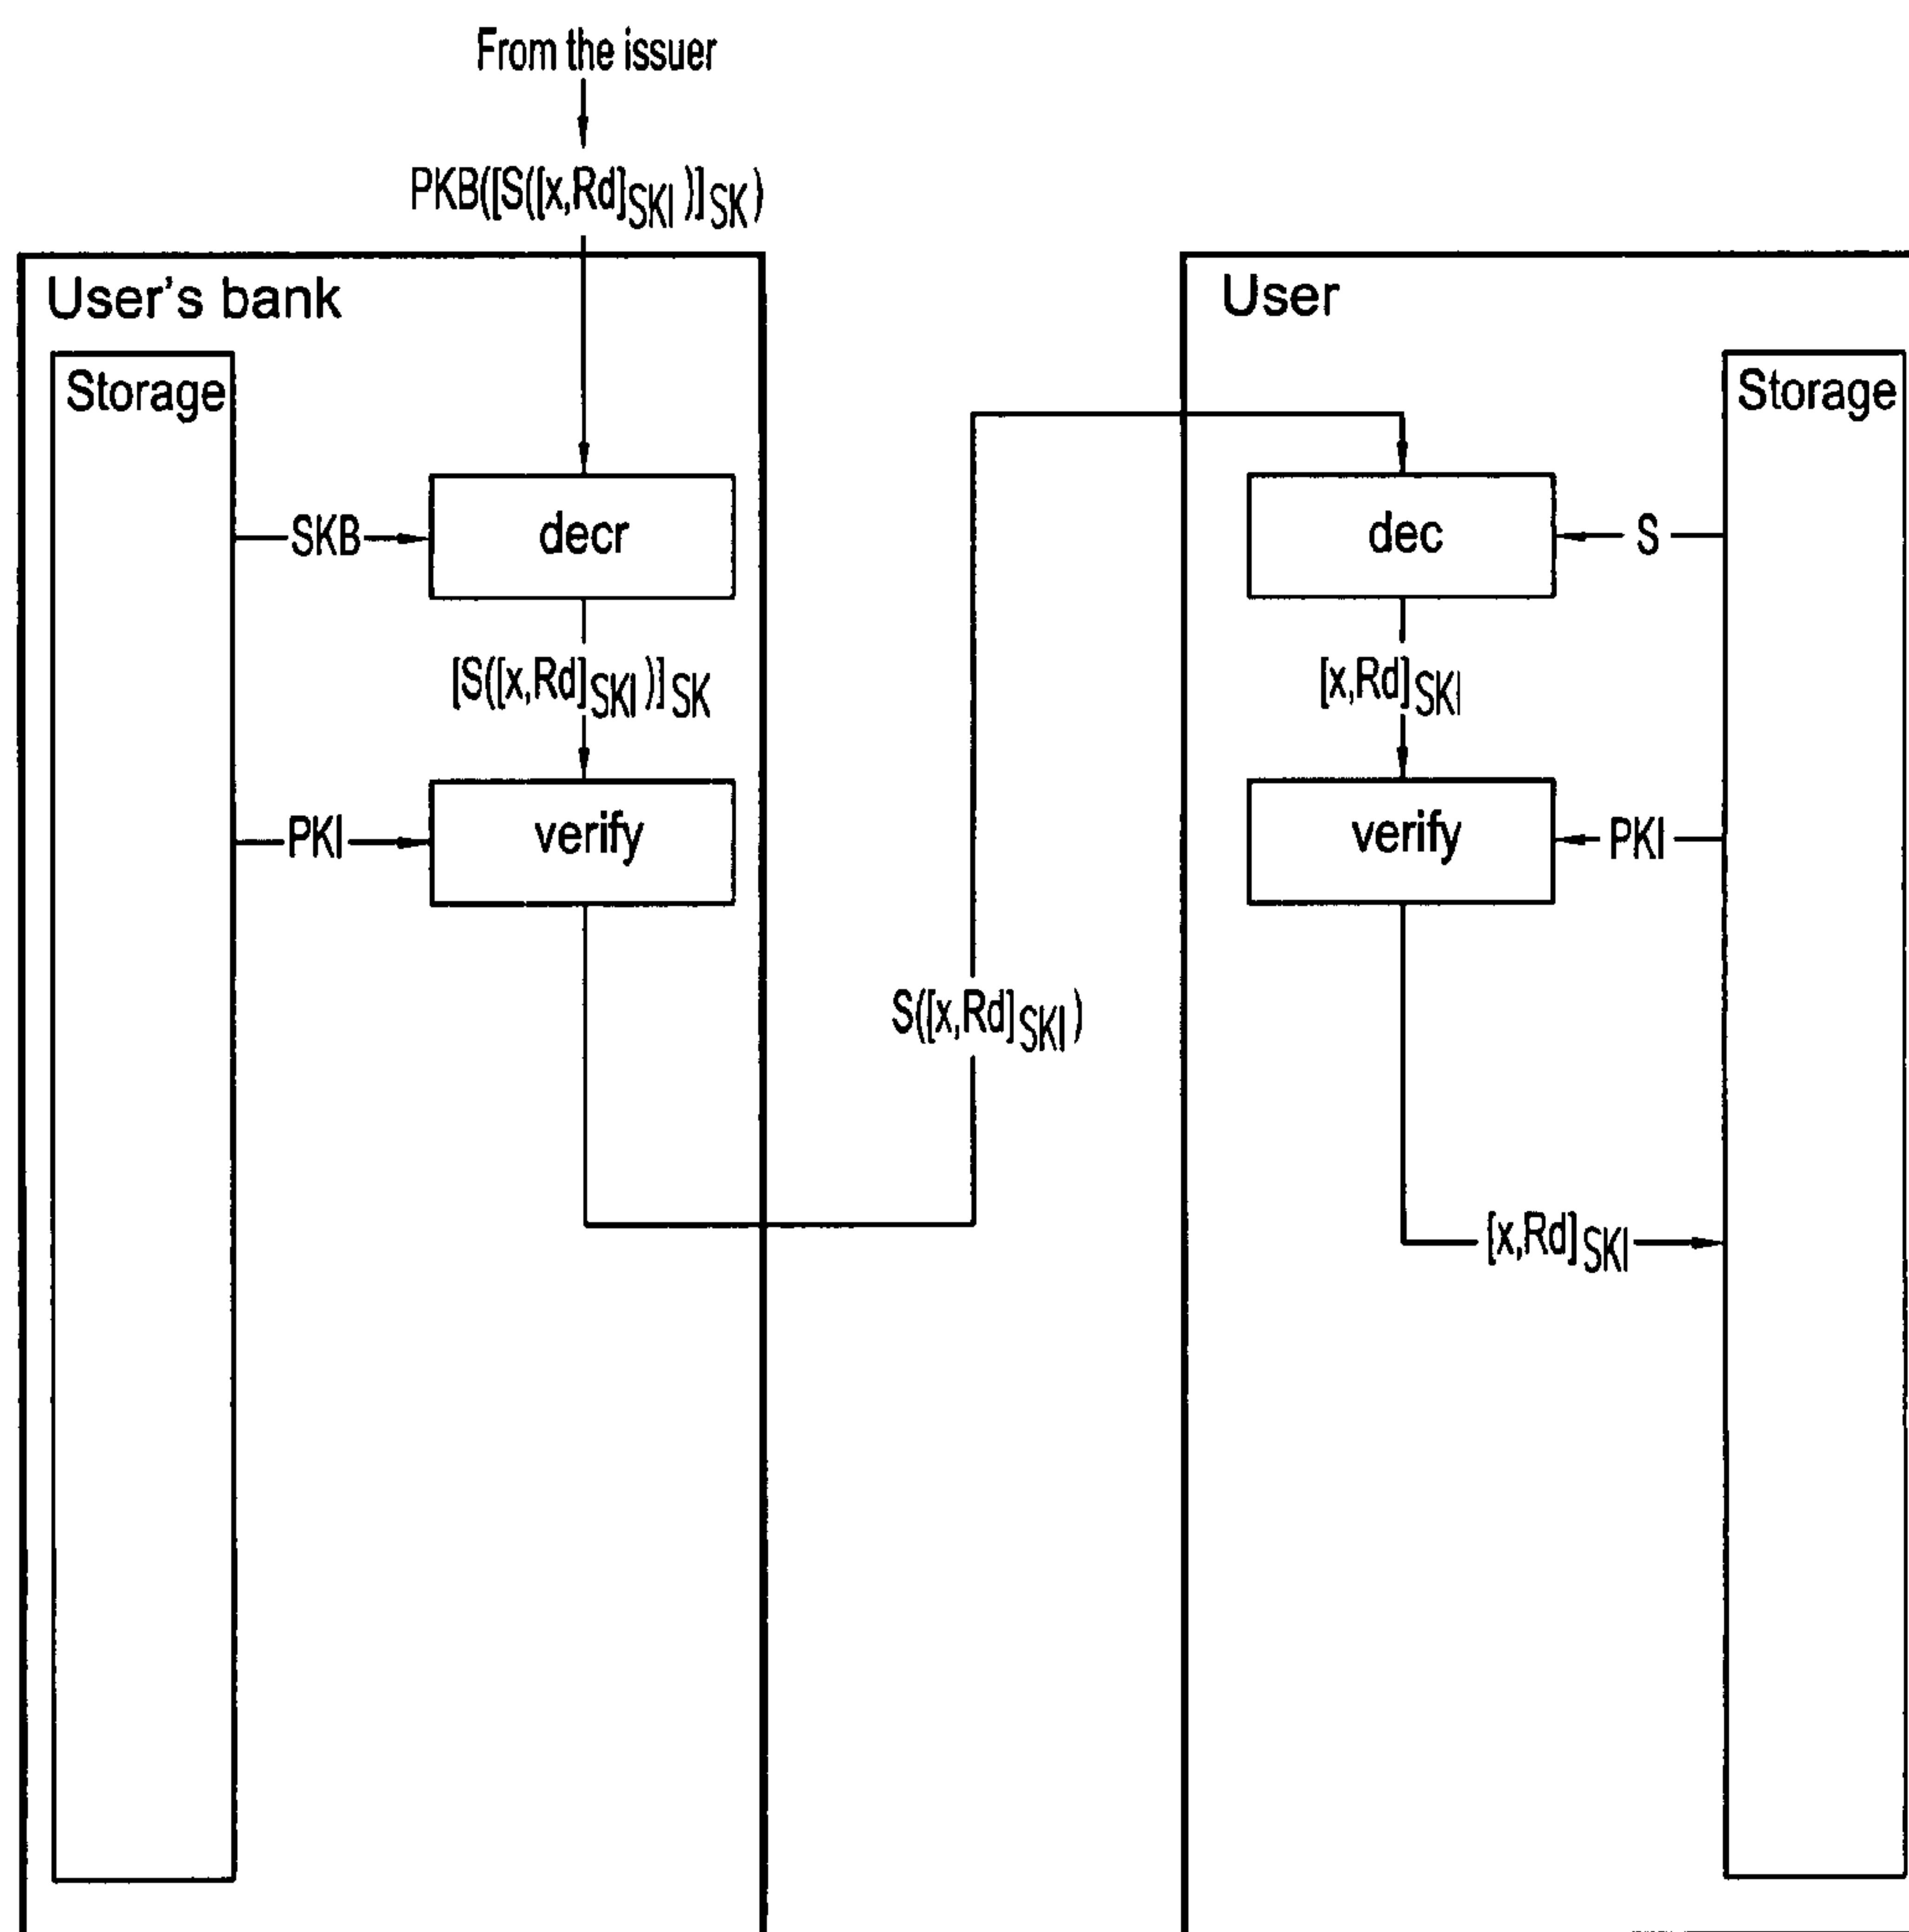 From the issuer
PKB([S([x,Rd]SKI)]SK)
User's bank
Storage
SKB
decr
[S([x,Rd]SKI)]SK
PKI
verify
S([x,Rd]SKI)
User
Storage
dec
S
[x,Rd]SKI
verify
PKI
[x,Rd]SKI